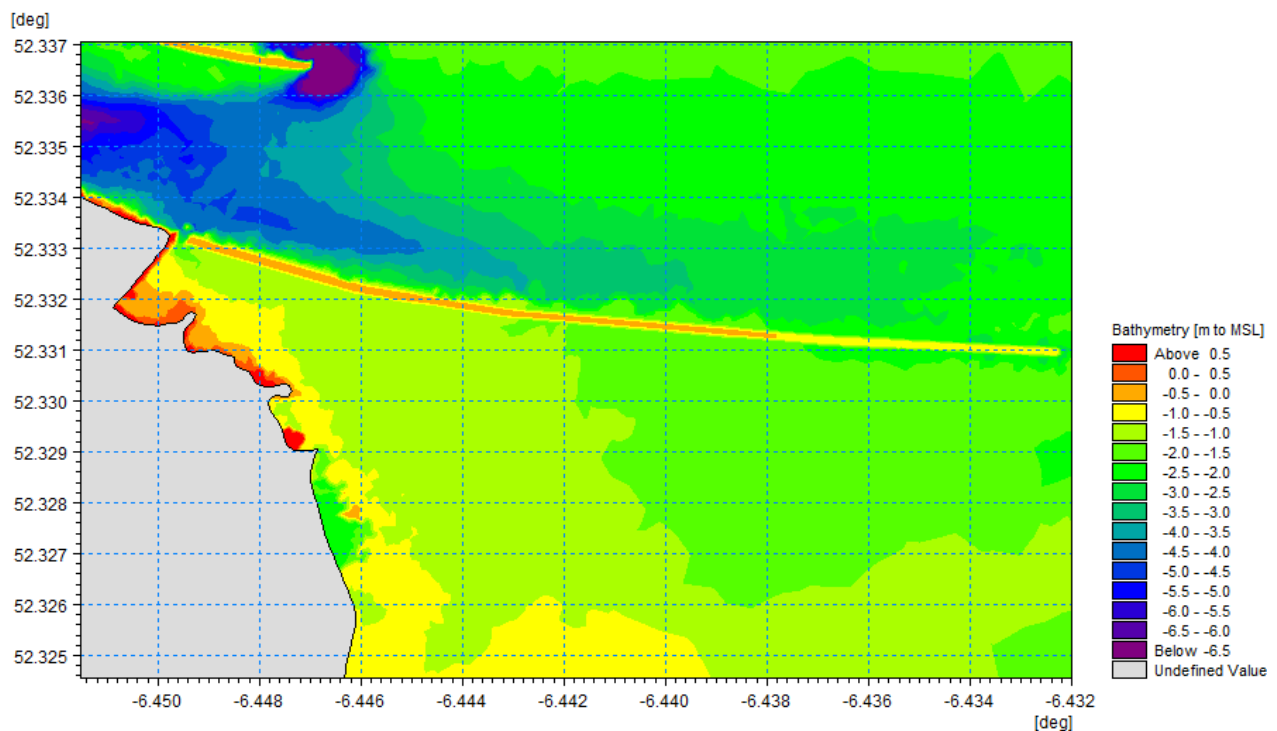 [deg]
52.337
52.336
52.335
52.334
52.333
52.332
52.331
52.330
52.329
52.328
52.327
52.326
52.325
-6.450 -6.448 -6.446 -6.444 -6.442 -6.440 -6.438 -6.436 -6.434 -6.432
[deg]
Bathymetry [m to MSL]
Above 0.5
0.0 - 0.5
-0.5 - 0.0
-1.0 - -0.5
-1.5 - -1.0
-2.0 - -1.5
-2.5 - -2.0
-3.0 - -2.5
-3.5 - -3.0
-4.0 - -3.5
-4.5 - -4.0
-5.0 - -4.5
-5.5 - -5.0
-6.0 - -5.5
-6.5 - -6.0
Below -6.5
Undefined Value